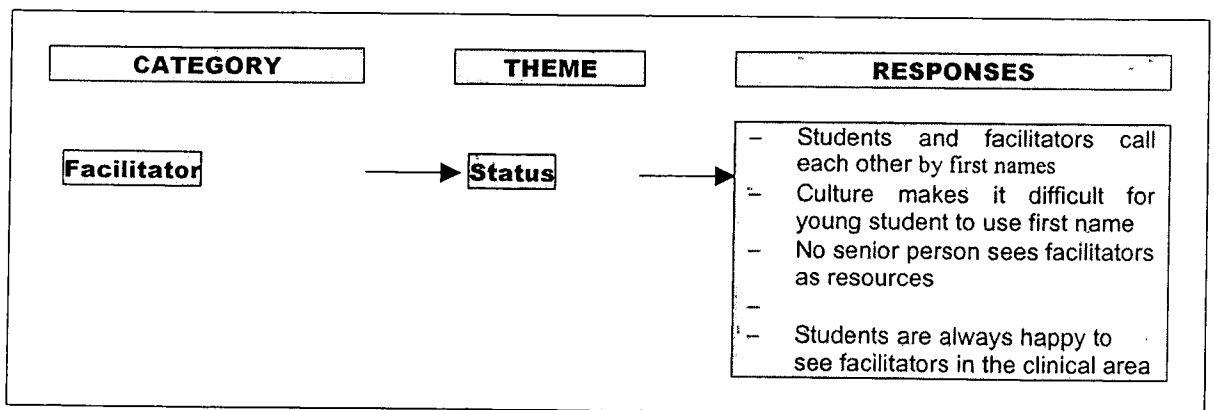 CATEGORY
THEME
RESPONSES
Facilitator
Status
– Students and facilitators call
each other by first names
– Culture makes it difficult for
young student to use first name
– No senior person sees facilitators
as resources
–
– Students are always happy to
see facilitators in the clinical area